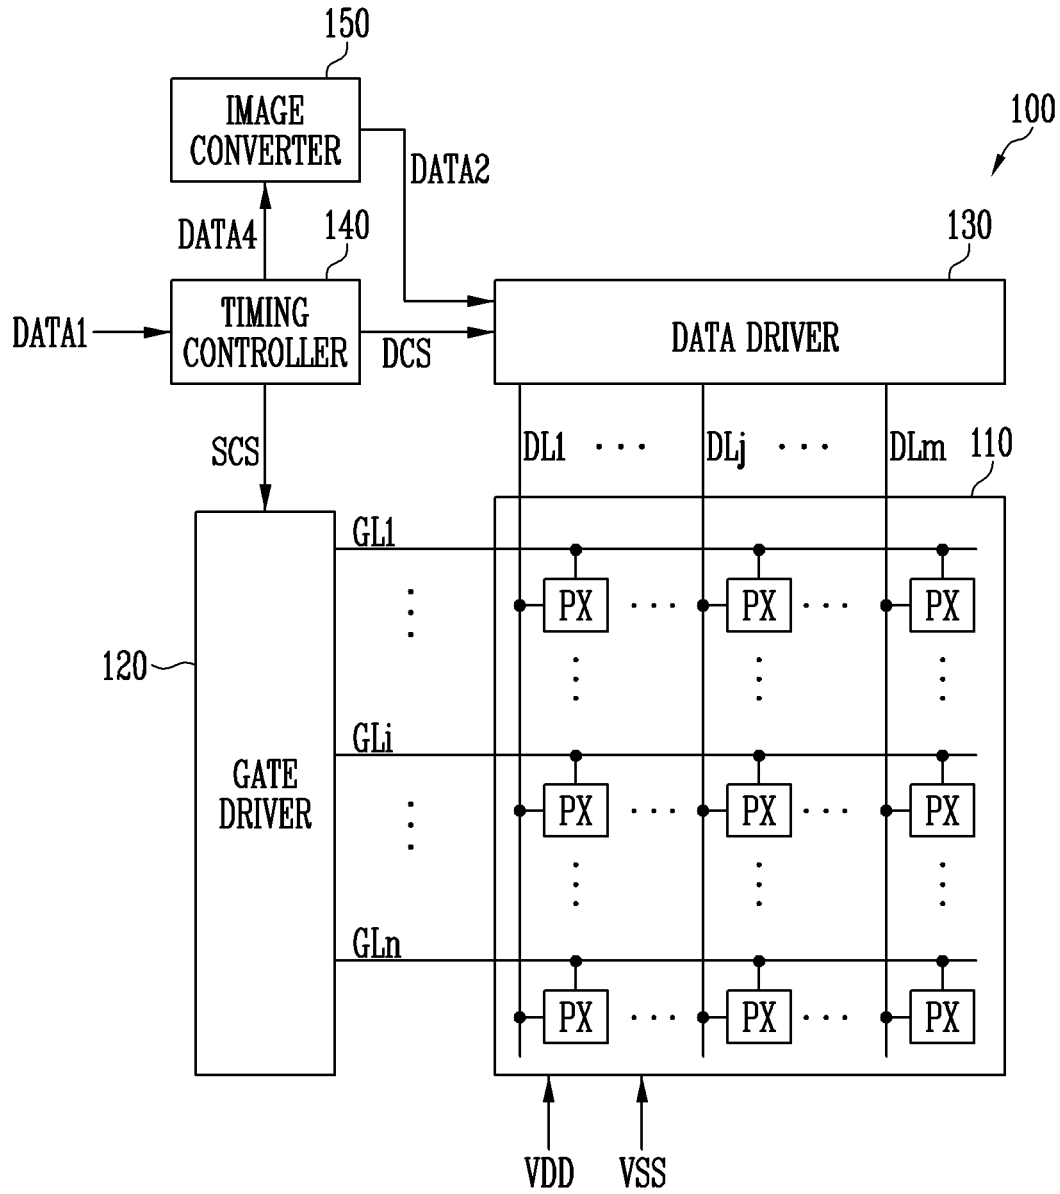 150
IMAGE
CONVERTER
100
DATA2
DATA4
140
130
DATA1
TIMING
CONTROLLER
DCS
DATA DRIVER
SCS
DL1 ··· DLj ··· DLm
110
GL1
PX ··· PX ··· PX
120
GLi
GATE
DRIVER
PX ··· PX ··· PX
GLn
PX ··· PX ··· PX
VDD VSS